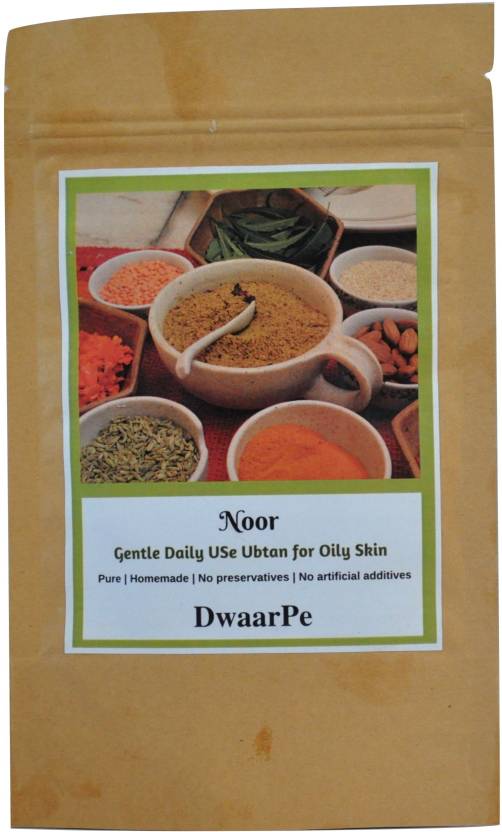 Noor
Gentle Daily USe Ubtan for Oily Skin
Pure | Homemade | No preservatives | No artificial additives
DwaarPe